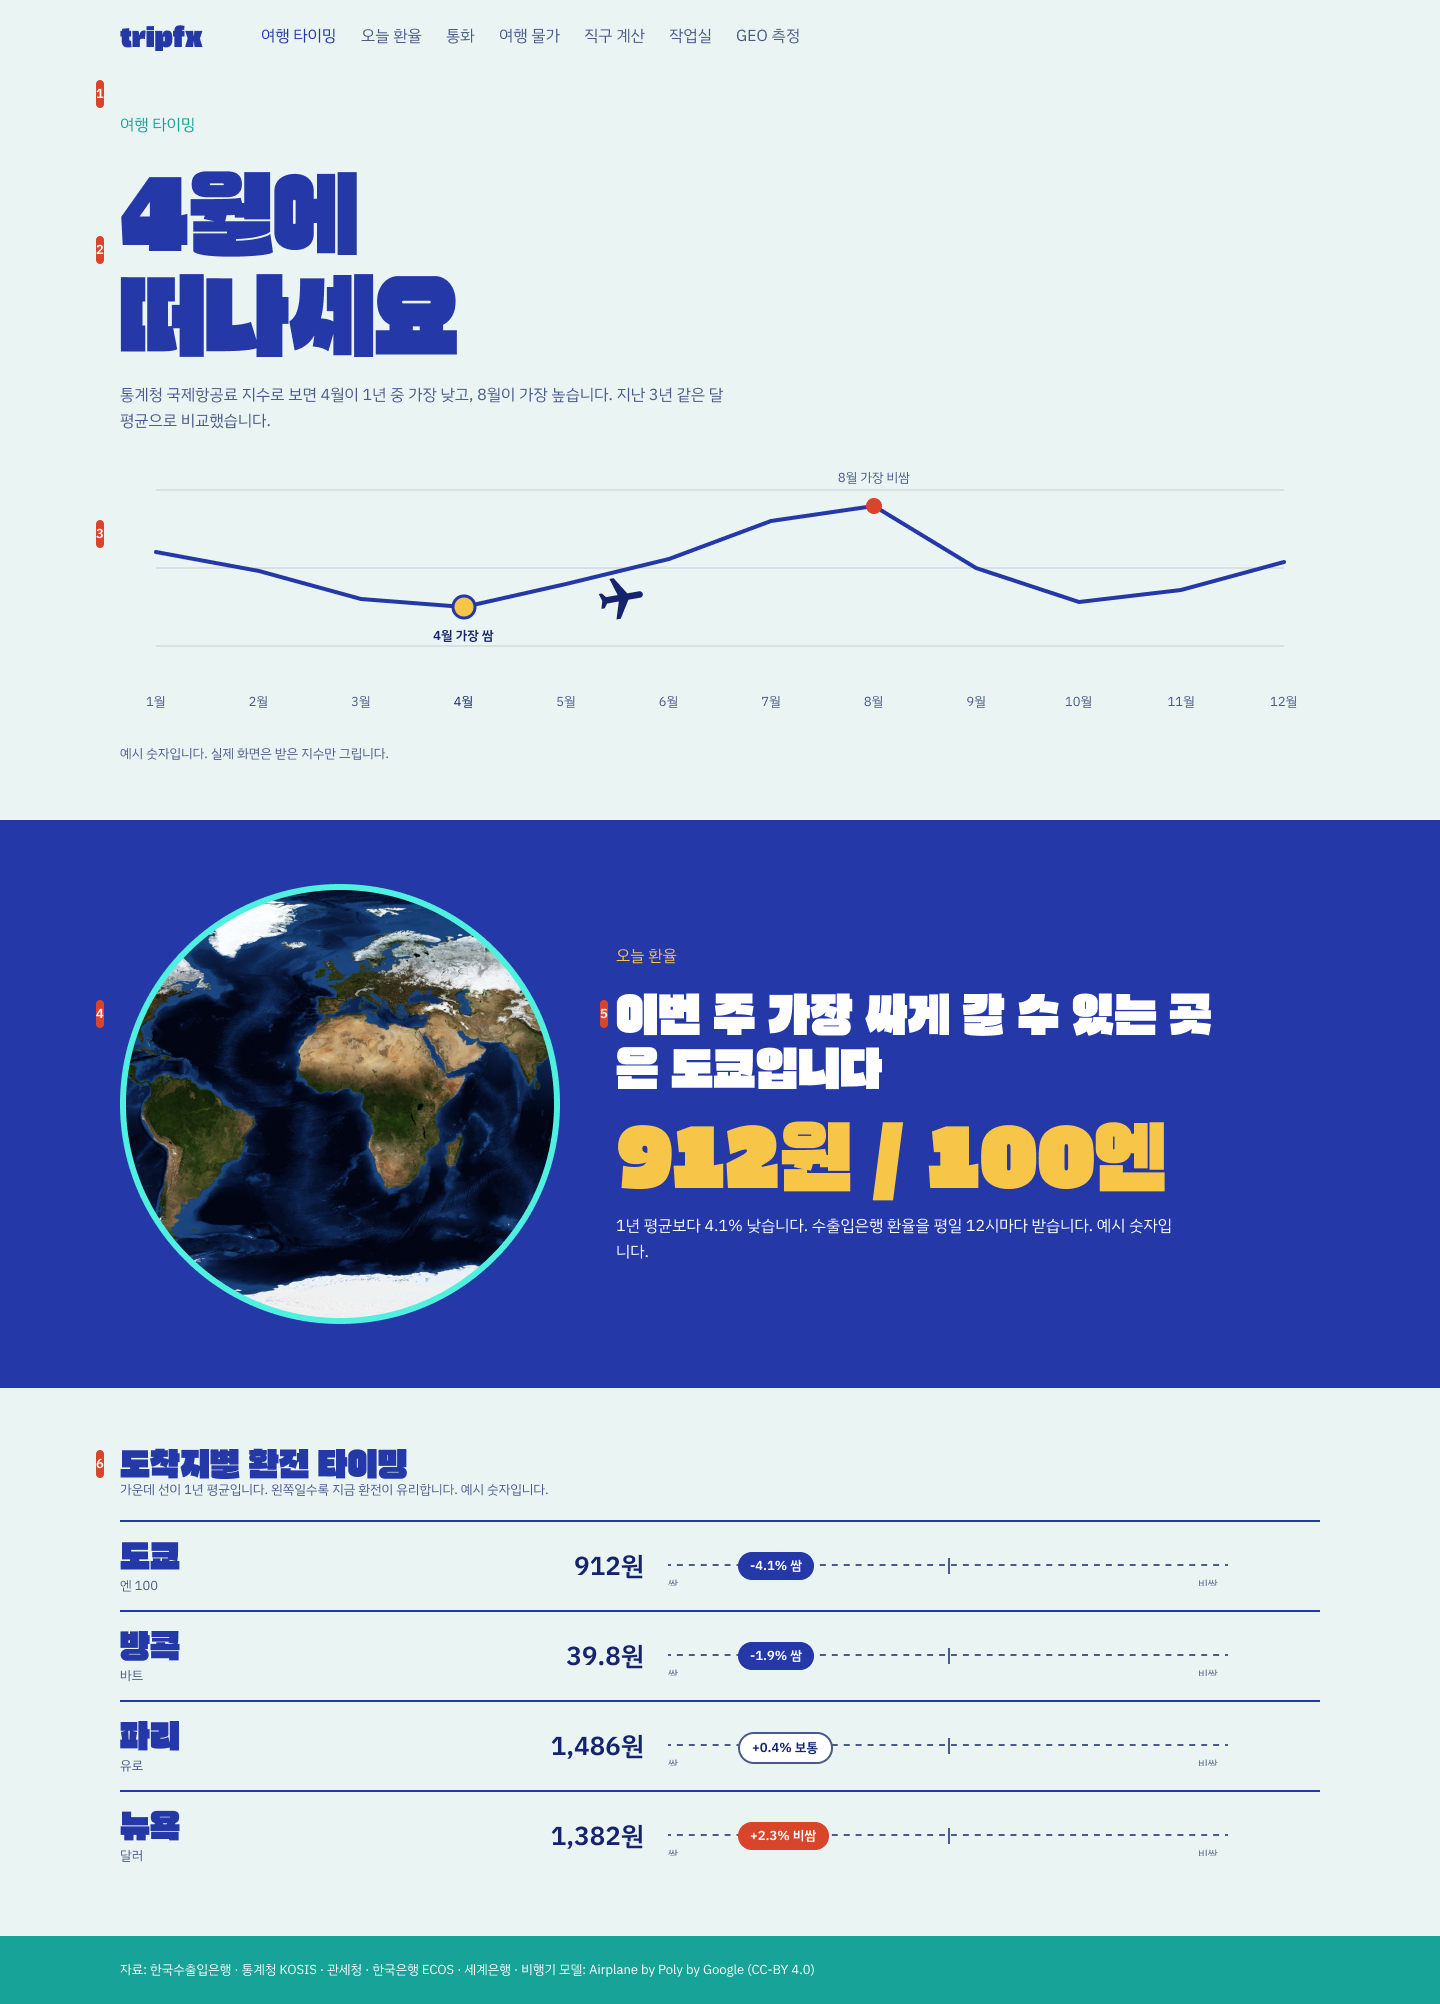 tripfx
여행 타이밍 오늘 환율 통화 여행 물가 직구 계산 작업실 GEO 측정
1
여행 타이밍
2
4월에
떠나세요
통계청 국제항공료 지수로 보면 4월이 1년 중 가장 낮고, 8월이 가장 높습니다. 지난 3년 같은 달
평균으로 비교했습니다.
3
8월 가장 비쌈
4월 가장 쌈
1월 2월 3월 4월 5월 6월 7월 8월 9월 10월 11월 12월
예시 숫자입니다. 실제 화면은 받은 지수만 그립니다.
4
오늘 환율
5
이번 주 가장 싸게 갈 수 있는 곳
은 도쿄입니다
912원 / 100엔
1년 평균보다 4.1% 낮습니다. 수출입은행 환율을 평일 12시마다 받습니다. 예시 숫자입
니다.
6
도착지별 환전 타이밍
가운데 선이 1년 평균입니다. 왼쪽일수록 지금 환전이 유리합니다. 예시 숫자입니다.
도쿄
엔 100
912원
-4.1% 쌈
방콕
바트
39.8원
-1.9% 쌈
파리
유로
1,486원
+0.4% 보통
뉴욕
달러
1,382원
+2.3% 비쌈
자료: 한국수출입은행 · 통계청 KOSIS · 관세청 · 한국은행 ECOS · 세계은행 · 비행기 모델: Airplane by Poly by Google (CC-BY 4.0)